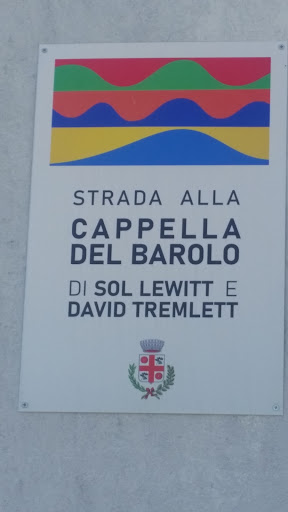 STRADA ALLA
CAPPELLA
DEL BAROLO
DI SOL LEWITT E
DAVID TREMLETT